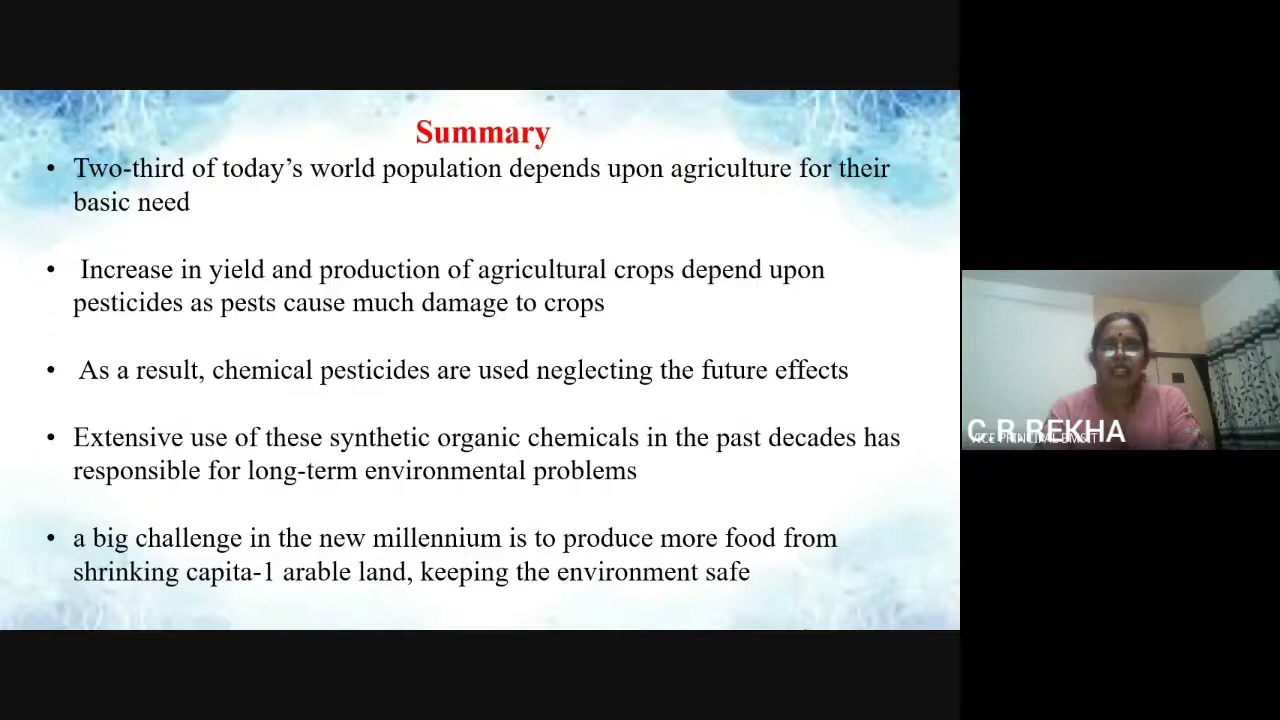 Summary
• Two-third of today’s world population depends upon agriculture for their
basic need
• Increase in yield and production of agricultural crops depend upon
pesticides as pests cause much damage to crops
• As a result, chemical pesticides are used neglecting the future effects
• Extensive use of these synthetic organic chemicals in the past decades has
responsible for long-term environmental problems
• a big challenge in the new millennium is to produce more food from
shrinking capita-1 arable land, keeping the environment safe
C R REKHA
VICE PRINCIPAL BMSIT